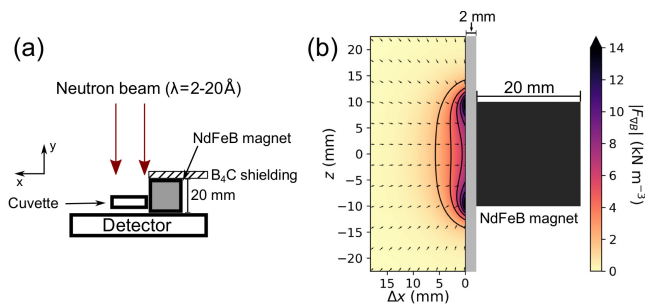 (a)
Neutron beam (λ=2-20Å)
NdFeB magnet
y
x
B₄C shielding
20 mm
Cuvette
Detector
(b)
2 mm
20 mm
NdFeB magnet
z (mm)
20
15
10
5
0
−5
−10
−15
−20
15 10 5 0
Δx (mm)
14
12
10
8
6
4
2
0
|F∇B| (kN m⁻³)